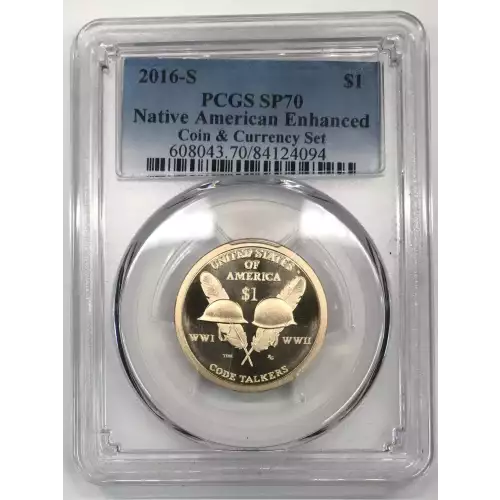 2016-S $1
PCGS SP70
Native American Enhanced
Coin & Currency Set
608043.70/84124094
UNITED STATES
OF
AMERICA
$1
WWI WWII
CODE TALKERS